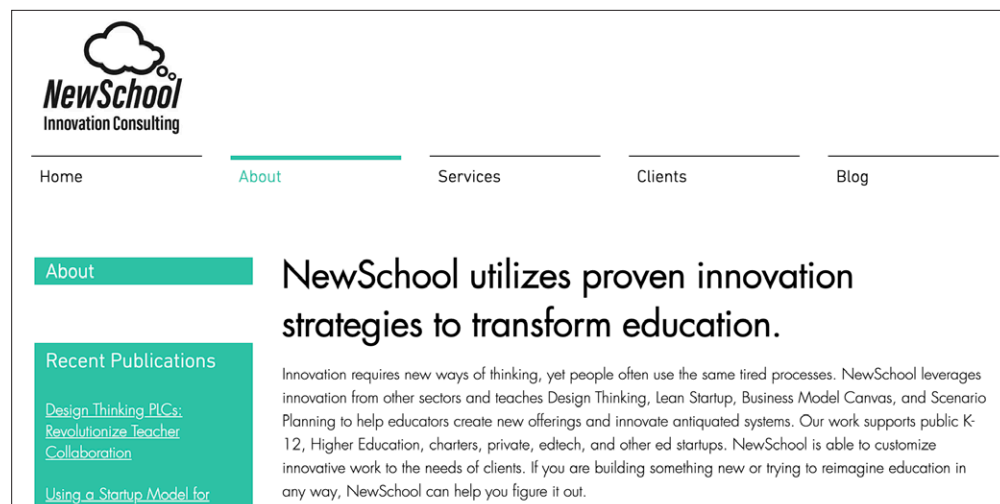 NewSchool
Innovation Consulting
Home
About
Services
Clients
Blog
About
NewSchool utilizes proven innovation
strategies to transform education.
Recent Publications
Design Thinking PLCs:
Revolutionize Teacher
Collaboration
Using a Startup Model for
Innovation requires new ways of thinking, yet people often use the same tired processes. NewSchool leverages
innovation from other sectors and teaches Design Thinking, Lean Startup, Business Model Canvas, and Scenario
Planning to help educators create new offerings and innovate antiquated systems. Our work supports public K-
12, Higher Education, charters, private, edtech, and other ed startups. NewSchool is able to customize
innovative work to the needs of clients. If you are building something new or trying to reimagine education in
any way, NewSchool can help you figure it out.